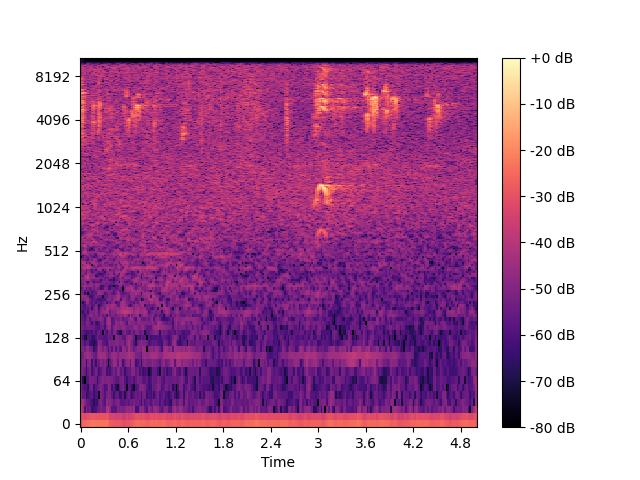 8192
4096
2048
1024
512
256
128
64
0
Hz
0 0.6 1.2 1.8 2.4 3 3.6 4.2 4.8
Time
+0 dB
-10 dB
-20 dB
-30 dB
-40 dB
-50 dB
-60 dB
-70 dB
-80 dB